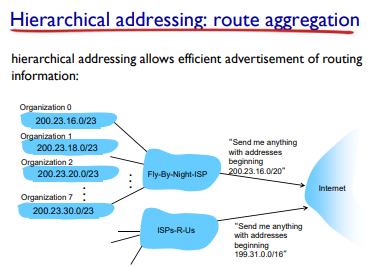 Hierarchical addressing: route aggregation
hierarchical addressing allows efficient advertisement of routing
information:
Organization 0
200.23.16.0/23
Organization 1
200.23.18.0/23
Organization 2
200.23.20.0/23
Organization 7
200.23.30.0/23
Fly-By-Night-ISP
"Send me anything
with addresses
beginning
200.23.16.0/20"
Internet
ISPs-R-Us
"Send me anything
with addresses
beginning
199.31.0.0/16"